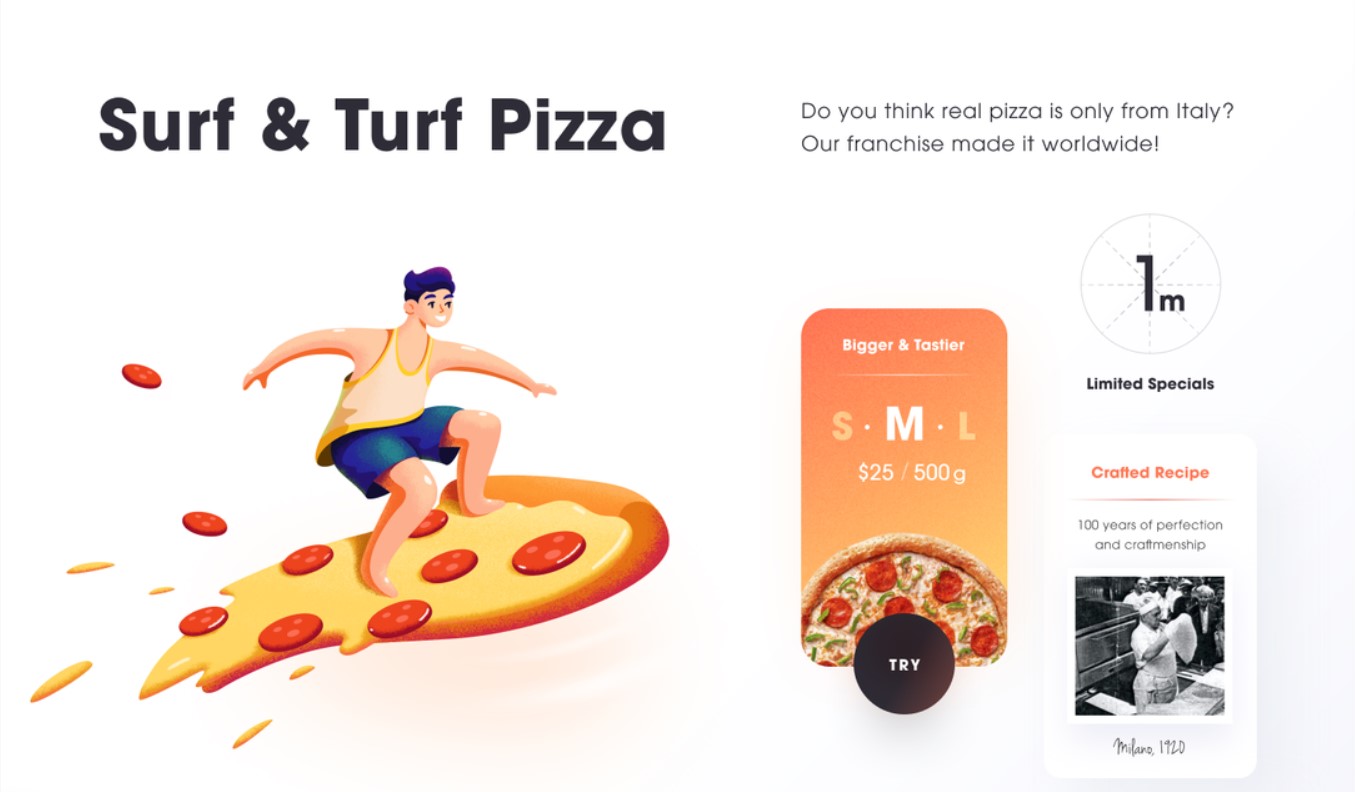 Surf & Turf Pizza
Do you think real pizza is only from Italy?
Our franchise made it worldwide!
1m
Limited Specials
Bigger & Tastier
S · M · L
$25 / 500 g
TRY
Crafted Recipe
100 years of perfection
and craftmenship
Milano, 1920